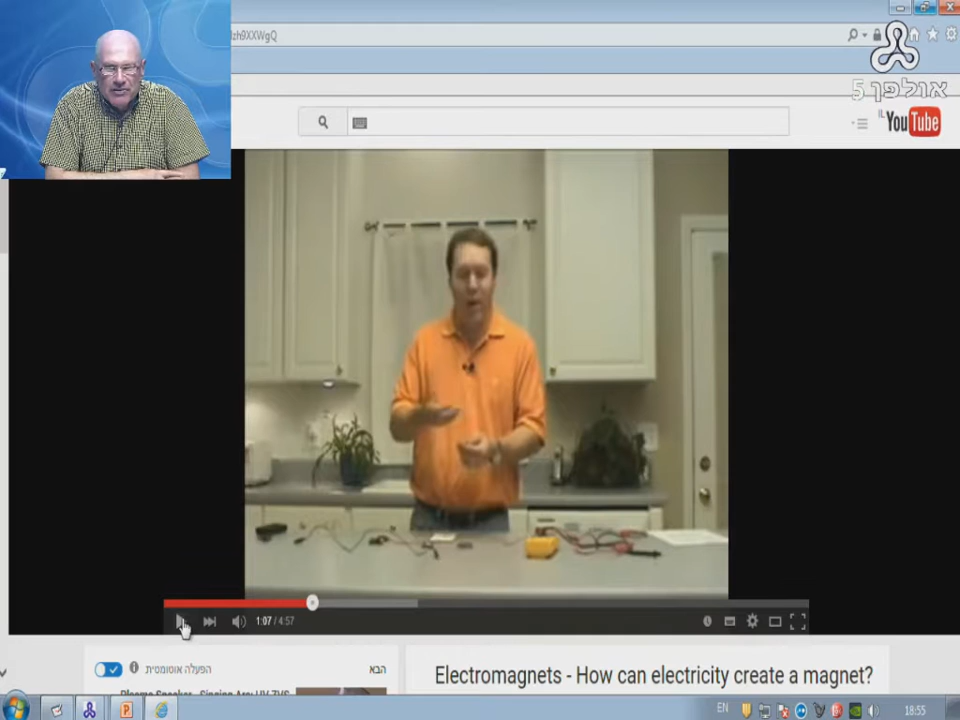 zh9XXWgQ
אולפן 5
YouTube IL
1:07 / 4:57
הפעלה אוטומטית
הבא
Electromagnets - How can electricity create a magnet?
EN
18:55